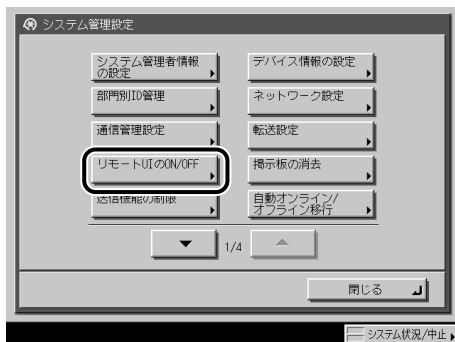 システム管理設定
システム管理者情報
の設定
デバイス情報の設定
部門別ID管理
ネットワーク設定
通信管理設定
転送設定
リモートUIのON/OFF
掲示板の消去
送信機能の制限
自動オンライン/
オフライン移行
1/4
閉じる
システム状況/中止